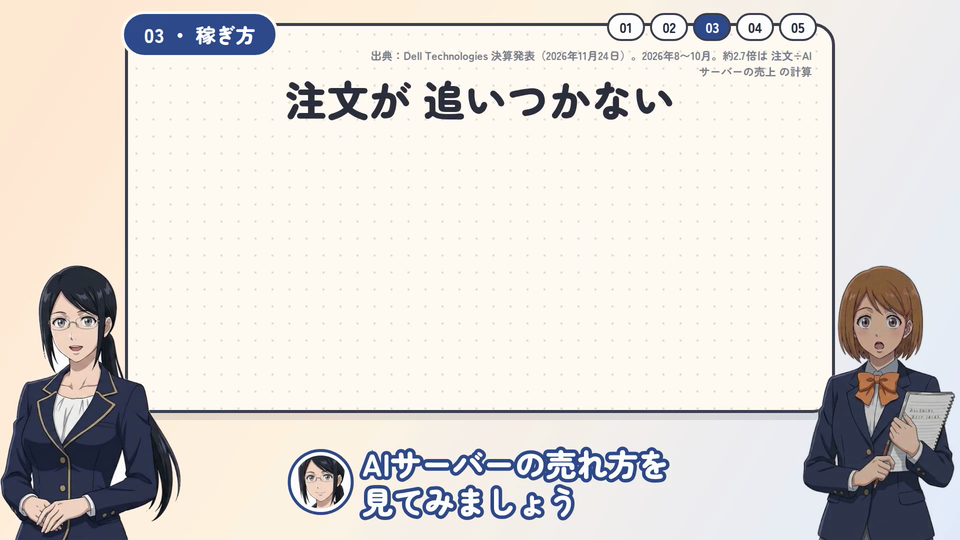 03 ・ 稼ぎ方
01 02 03 04 05
出典：Dell Technologies 決算発表（2026年11月24日）。2026年8〜10月。約2.7倍は 注文÷AI
サーバーの売上 の計算
注文が 追いつかない
AIサーバーの売れ方を
見てみましょう